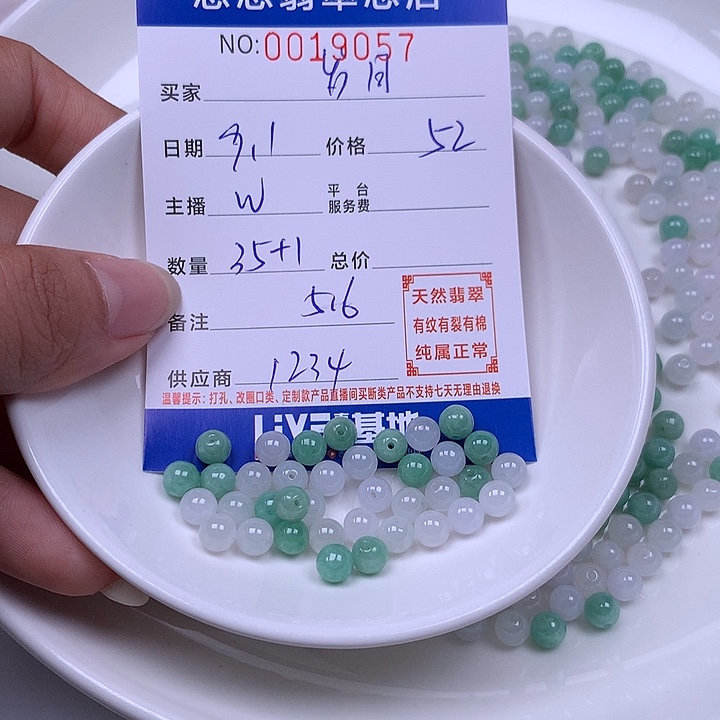 NO:0019057
买家
日期 9.1 价格 52
主播 W 平台服务费
数量 35+1 总价
备注 516
供应商 1234
天然翡翠
有纹有裂有棉
纯属正常
温馨提示：打孔、改圈口类、定制款产品直播间买断类产品不支持七天无理由退换
基地